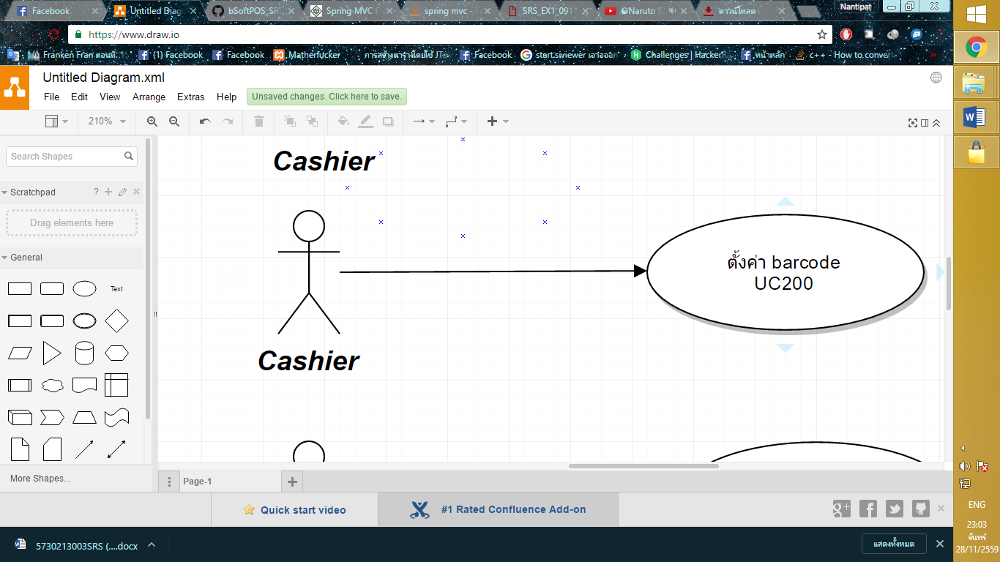 Facebook
Untitled Diag
bSoftPOS_SR
Spring MVC F
spring mvc -
SRS_EX1_091
Naruto
ดาวน์โหลด
Nantipat
https://www.draw.io
Franken Fran ตอนที่ 1
(1) Facebook
Facebook
Matherfucker
การสร้างตารางโดยใช้ JT
Facebook
start.siviewer เอาออก
Challenges | HackerR
หน้าหลัก
c++ - How to convert
Untitled Diagram.xml
File
Edit
View
Arrange
Extras
Help
Unsaved changes. Click here to save.
210%
Search Shapes
Scratchpad
?
Drag elements here
General
Text
More Shapes...
Cashier
Cashier
ตั้งค่า barcode
UC200
Page-1
Quick start video
#1 Rated Confluence Add-on
5730213003SRS (....docx
แสดงทั้งหมด
ENG
23:03
จันทร์
28/11/2559